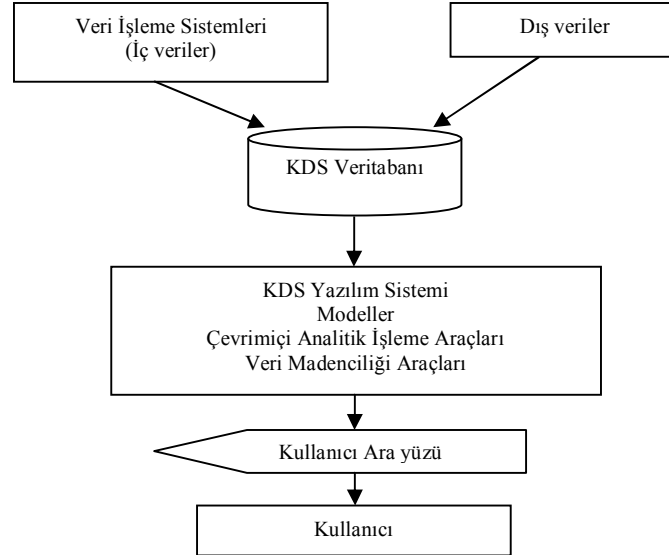 Veri İşleme Sistemleri
(İç veriler)
Dış veriler
KDS Veritabanı
KDS Yazılım Sistemi
Modeller
Çevrimiçi Analitik İşleme Araçları
Veri Madenciliği Araçları
Kullanıcı Ara yüzü
Kullanıcı